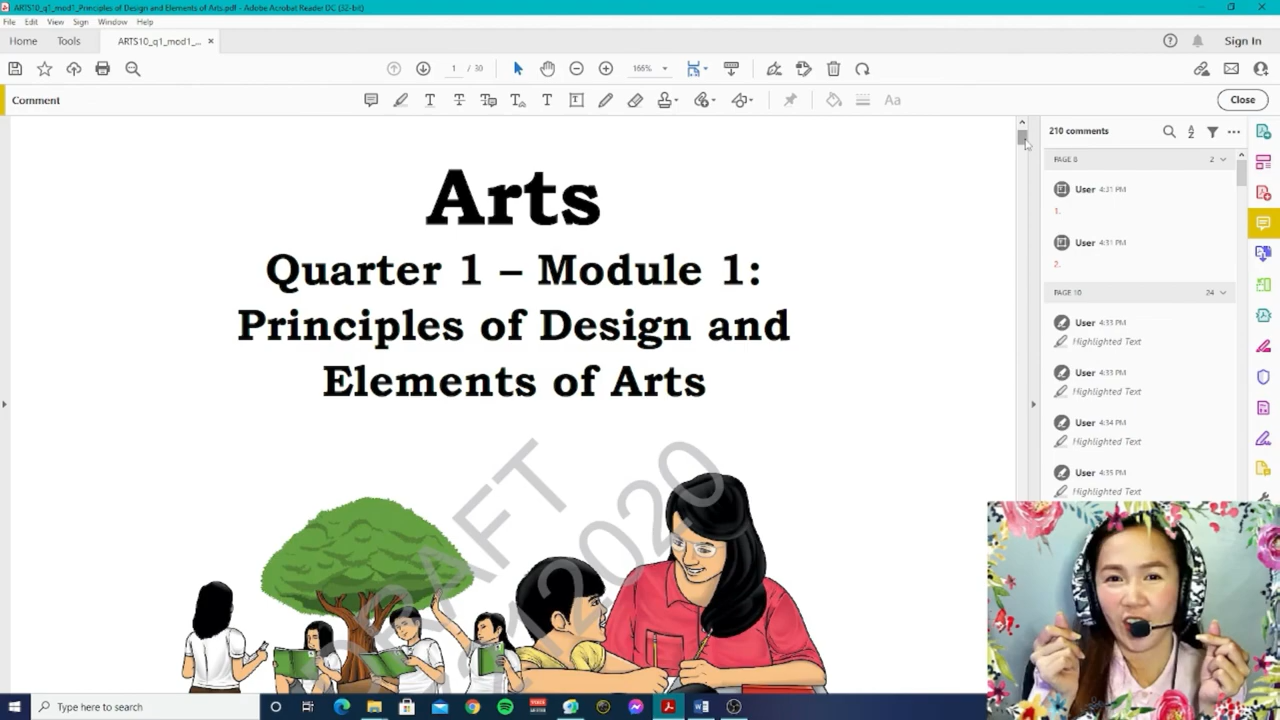 ARTS10_q1_mod1_Principles of Design and Elements of Arts.pdf - Adobe Acrobat Reader DC (32-bit)
File Edit View Sign Window Help
Home Tools ARTS10_q1_mod1_... × Sign In
1 / 30 166%
Comment Close
210 comments
PAGE 8 2
User 4:21 PM
1.
User 4:31 PM
2.
PAGE 10 24
User 4:33 PM
Highlighted Text
User 4:33 PM
Highlighted Text
User 4:34 PM
Highlighted Text
User 4:35 PM
Highlighted Text
Arts
Quarter 1 – Module 1:
Principles of Design and
Elements of Arts
DRAFT
2020
Type here to search